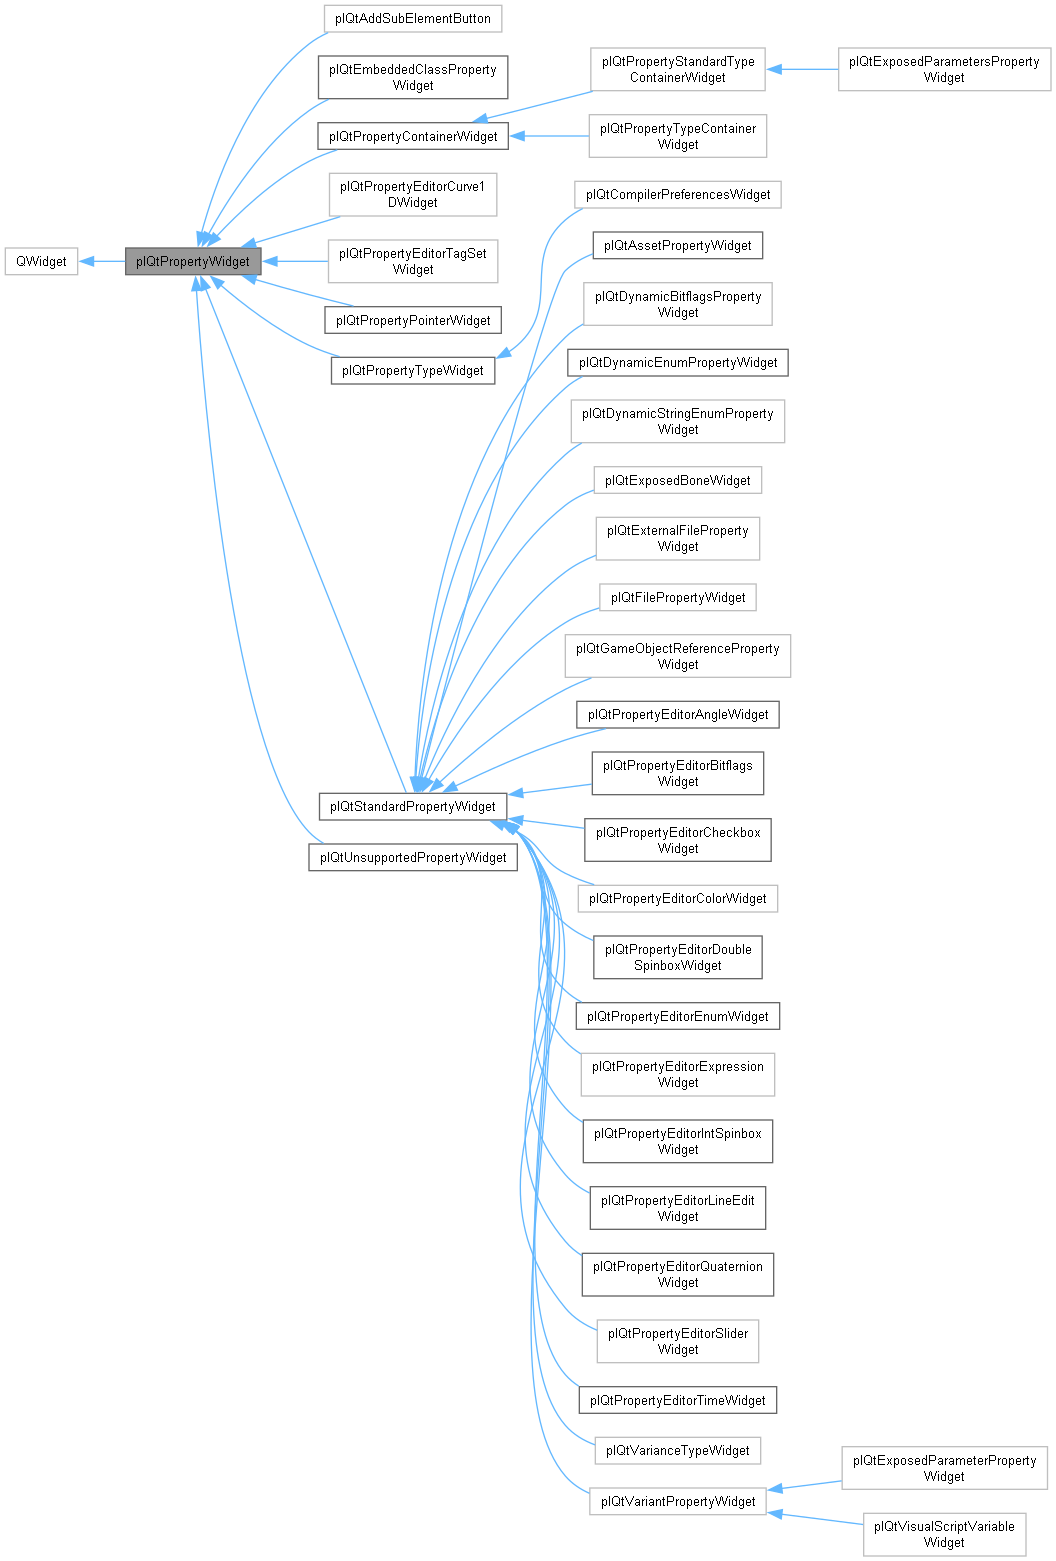 plQtAddSubElementButton
plQtEmbeddedClassProperty
Widget
plQtPropertyStandardType
ContainerWidget
plQtExposedParametersProperty
Widget
plQtPropertyContainerWidget
plQtPropertyTypeContainer
Widget
plQtPropertyEditorCurve1
DWidget
plQtCompilerPreferencesWidget
QWidget
plQtPropertyWidget
plQtPropertyEditorTagSet
Widget
plQtAssetPropertyWidget
plQtDynamicBitflagsProperty
Widget
plQtPropertyPointerWidget
plQtPropertyTypeWidget
plQtDynamicEnumPropertyWidget
plQtDynamicStringEnumProperty
Widget
plQtExposedBoneWidget
plQtExternalFileProperty
Widget
plQtFilePropertyWidget
plQtGameObjectReferenceProperty
Widget
plQtPropertyEditorAngleWidget
plQtPropertyEditorBitflags
Widget
plQtStandardPropertyWidget
plQtPropertyEditorCheckbox
Widget
plQtUnsupportedPropertyWidget
plQtPropertyEditorColorWidget
plQtPropertyEditorDouble
SpinboxWidget
plQtPropertyEditorEnumWidget
plQtPropertyEditorExpression
Widget
plQtPropertyEditorIntSpinbox
Widget
plQtPropertyEditorLineEdit
Widget
plQtPropertyEditorQuaternion
Widget
plQtPropertyEditorSlider
Widget
plQtPropertyEditorTimeWidget
plQtVarianceTypeWidget
plQtVariantPropertyWidget
plQtExposedParameterProperty
Widget
plQtVisualScriptVariable
Widget